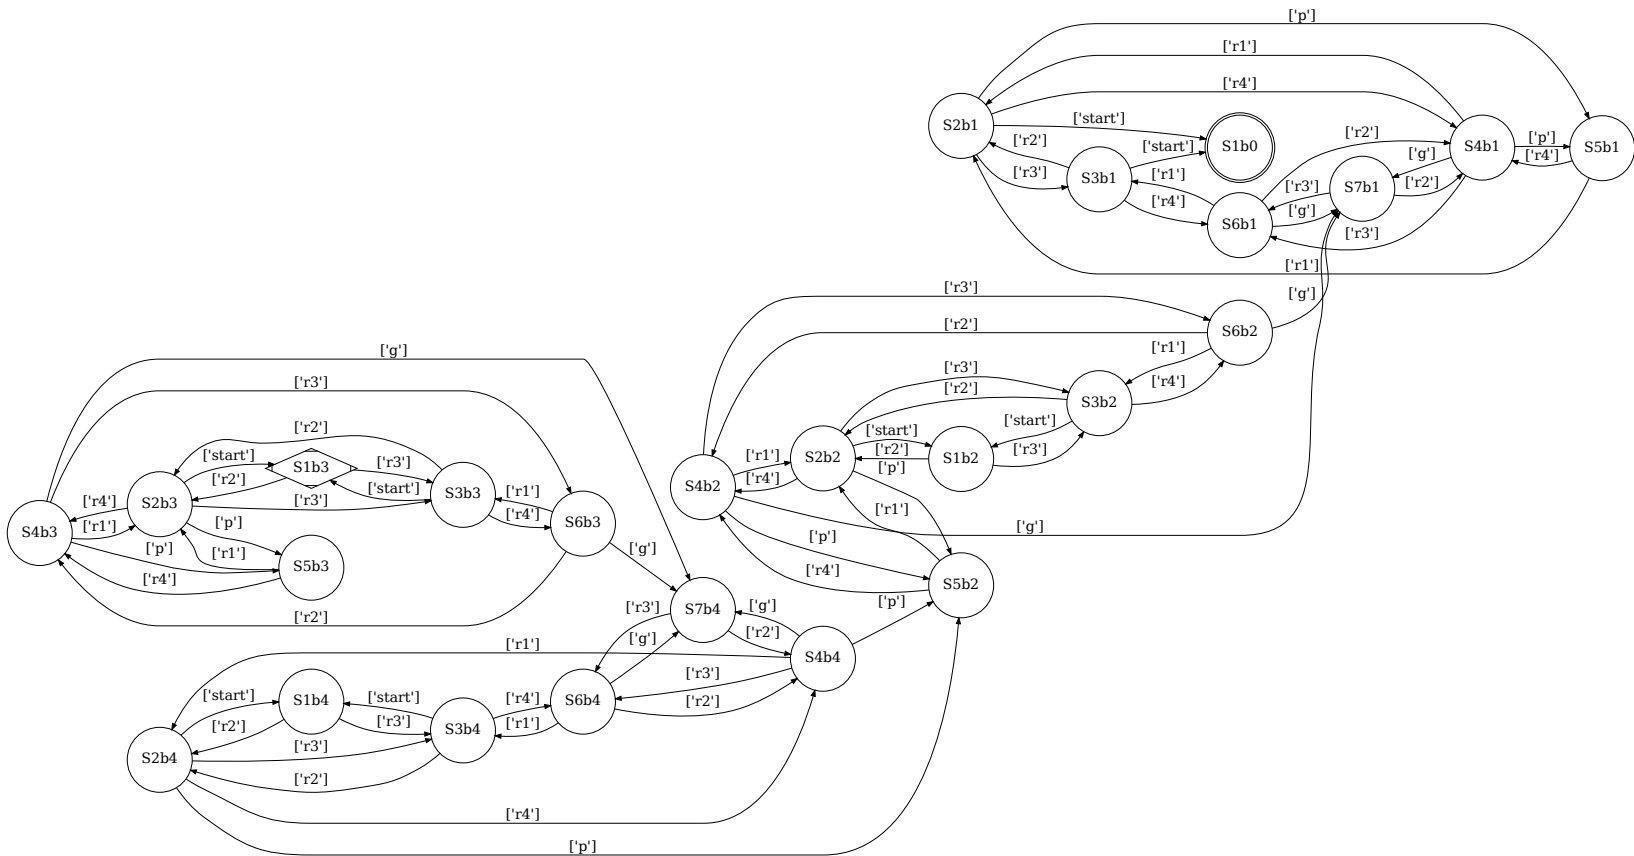 ['p']
['r1']
['r4']
S2b1
['start']
S1b0
['r2']
S4b1
['p']
S5b1
['r2']
['start']
['g']
['r4']
['r3']
S3b1
['r1']
['r3']
S7b1
['r2']
['r4']
S6b1
['g']
['r3']
['r1']
['r3']
['g']
['r2']
S6b2
['r1']
['g']
['r3']
['r3']
['r4']
['r2']
S3b2
['r2']
['start']
['start']
['start']
S1b3
['r3']
['r1']
S2b2
['r2']
S1b2
['r3']
['r2']
['p']
S4b2
['r4']
['start']
S2b3
['r3']
S3b3
['r1']
['r4']
['r4']
['r1']
['r1']
['p']
['g']
S4b3
S6b3
['p']
['r1']
['p']
['g']
S5b3
['r4']
['r4']
S5b2
['r2']
['r3']
S7b4
['g']
['p']
['r1']
['g']
['r2']
S4b4
['r3']
['start']
S1b4
['start']
['r4']
S6b4
['r2']
['r2']
['r3']
['r1']
S3b4
['r3']
S2b4
['r2']
['r4']
['p']